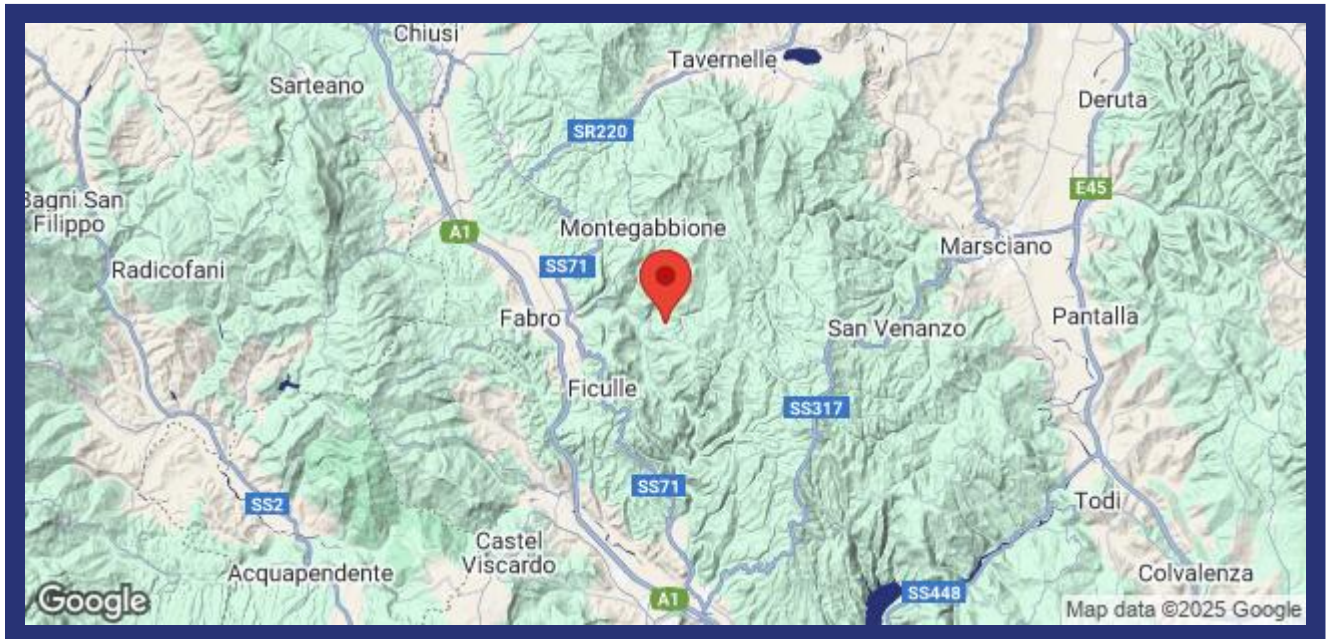 Chiusi
Tavernelle
Sarteano
Deruta
SR220
E45
Bagni San
Filippo
Montegabbione
A1
Marsciano
SS71
Radicofani
Fabro
Pantalla
San Venanzo
Ficulle
SS317
SS71
SS2
Todi
Castel
Viscardo
Acquapendente
Colvalenza
SS448
A1
Google
Map data ©2025 Google